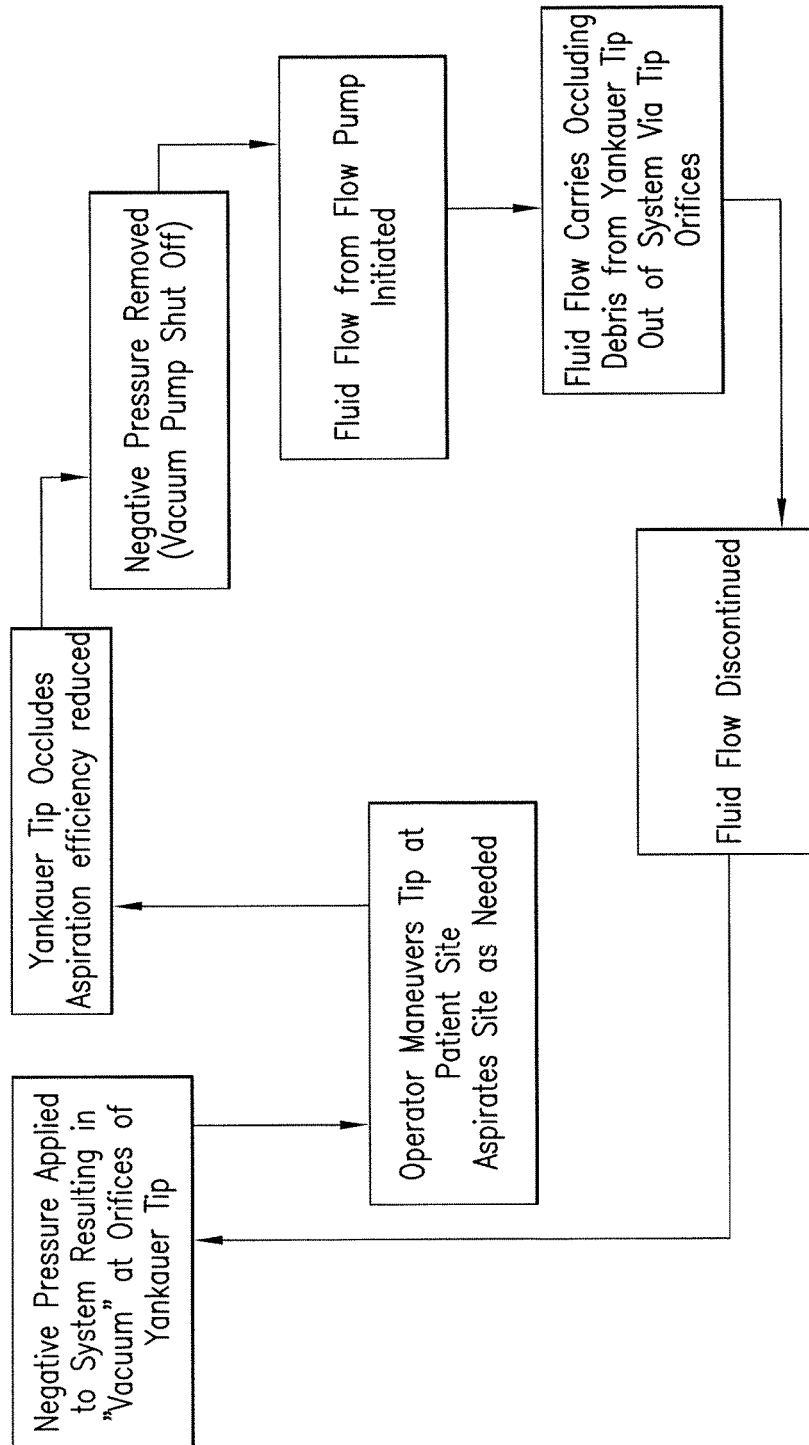 Negative Pressure Applied
to System Resulting in
"Vacuum" at Orifices of
Yankauer Tip
Operator Maneuvers Tip at
Patient Site
Aspirates Site as Needed
Yankauer Tip Occludes
Aspiration efficiency reduced
Negative Pressure Removed
(Vacuum Pump Shut Off)
Fluid Flow from Flow Pump
Initiated
Fluid Flow Carries Occluding
Debris from Yankauer Tip
Out of System Via Tip
Orifices
Fluid Flow Discontinued